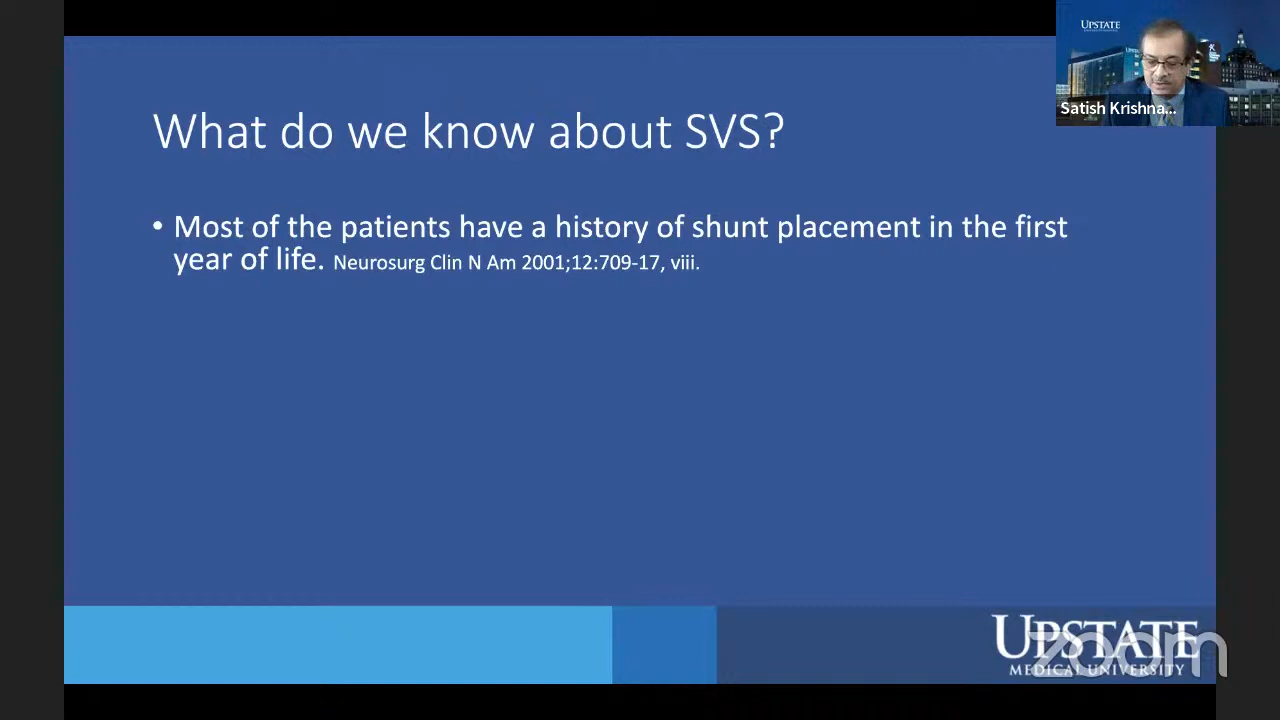 UPSTATE
Satish Krishna...
What do we know about SVS?
• Most of the patients have a history of shunt placement in the first
year of life. Neurosurg Clin N Am 2001;12:709-17, viii.
UPSTATE
MEDICAL UNIVERSITY
zoom